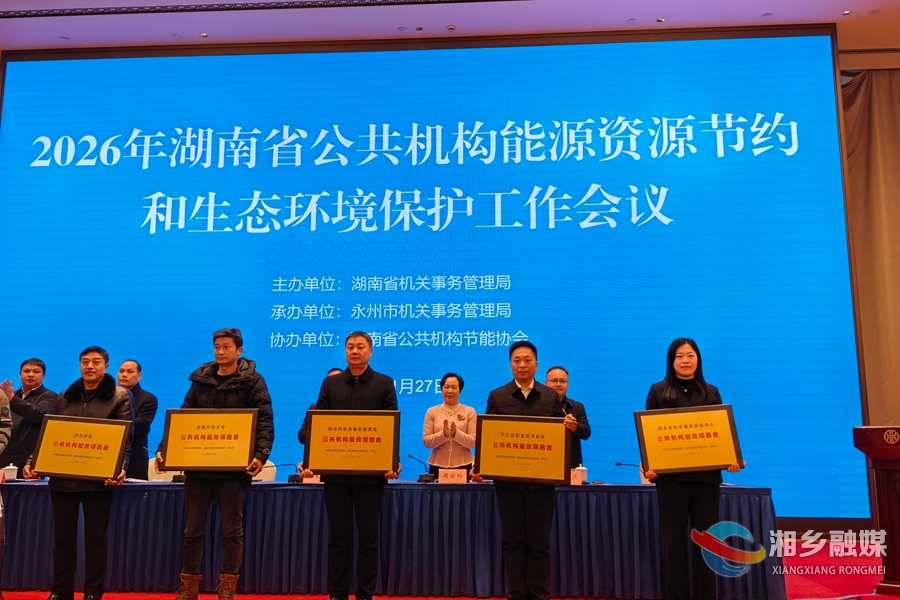 2026年湖南省公共机构能源资源节约
和生态环境保护工作会议
主办单位：湖南省机关事务管理局
承办单位：永州市机关事务管理局
协办单位：
南省公共机构节能协会
月27日
公共机构能效领跑者
公共机构能效领跑者
公共机构能效领跑者
公共机构能效领跑者
公共机构能效领跑者
湘乡融媒
XIANGXIANG RONGMEI